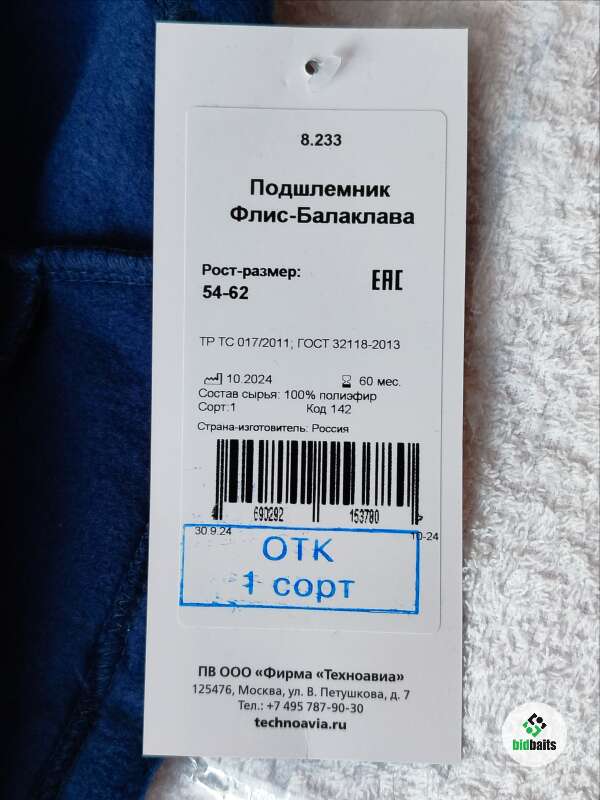 8.233
Подшлемник
Флис-Балаклава
Рост-размер:
54-62
EAC
ТР ТС 017/2011; ГОСТ 32118-2013
10.2024 60 мес.
Состав сырья: 100% полиэфир
Сорт:1 Код 142
Страна-изготовитель: Россия
4 690292 153780 >
30.9.24 10-24
ОТК
1 сорт
ПВ ООО «Фирма «Техноавиа»
125476, Москва, ул. В. Петушкова, д. 7
Тел.: +7 495 787-90-30
technoavia.ru
bidbaits